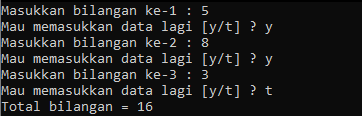 Masukkan bilangan ke-1 : 5
Mau memasukkan data lagi [y/t] ? y
Masukkan bilangan ke-2 : 8
Mau memasukkan data lagi [y/t] ? y
Masukkan bilangan ke-3 : 3
Mau memasukkan data lagi [y/t] ? t
Total bilangan = 16